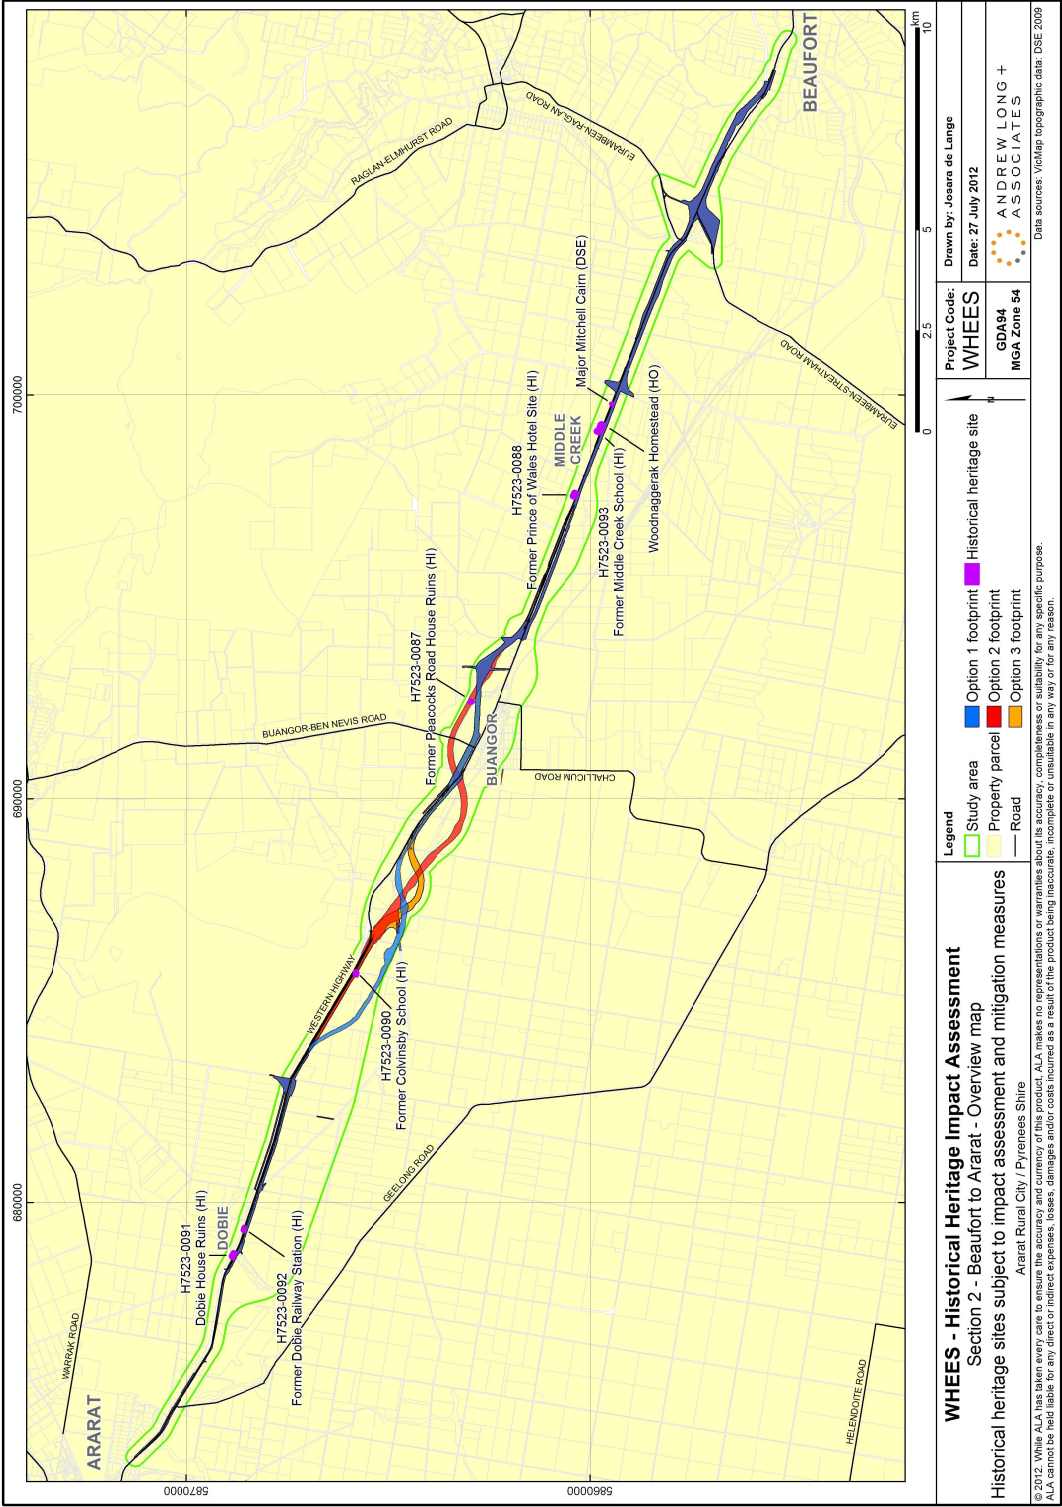 680000
690000
700000
5870000
5860000
ARARAT
WARRAK ROAD
H7523-0091
Dobie House Ruins (HI)
DOBIE
H7523-0092
Former Dobie Railway Station (HI)
GEELONG ROAD
WESTERN HIGHWAY
H7523-0090
Former Colvinsby School (HI)
BUANGOR-BEN NEVIS ROAD
H7523-0087
Former Peacocks Road House Ruins (HI)
BUANGOR
CHALLICUM ROAD
H7523-0088
Former Prince of Wales Hotel Site (HI)
MIDDLE
CREEK
Major Mitchell Cairn (DSE)
H7523-0093
Former Middle Creek School (HI)
Woodnaggerak Homestead (HO)
RAGLAN-ELMHURST ROAD
EURAMBEEN-RAGLAN ROAD
EURAMBEEN-STREATHAM ROAD
BEAUFORT
HELENDOITE ROAD
0 2.5 5 10
km
WHEES - Historical Heritage Impact Assessment
Section 2 - Beaufort to Ararat - Overview map
Historical heritage sites subject to impact assessment and mitigation measures
Ararat Rural City / Pyrenees Shire
Legend
Study area
Property parcel
Road
Option 1 footprint
Option 2 footprint
Option 3 footprint
Historical heritage site
N
Project Code:
WHEES
GDA94
MGA Zone 54
Drawn by: Josara de Lange
Date: 27 July 2012
ANDREW LONG +
ASSOCIATES
© 2012. While ALA has taken every care to ensure the accuracy and currency of this product, ALA makes no representations or warranties about its accuracy, completeness or suitability for any specific purpose.
ALA cannot be held liable for any direct or indirect expenses, losses, damages and/or costs incurred as a result of the product being inaccurate, incomplete or unsuitable in any way or for any reason.
Data sources: VicMap topographic data: DSE 2009